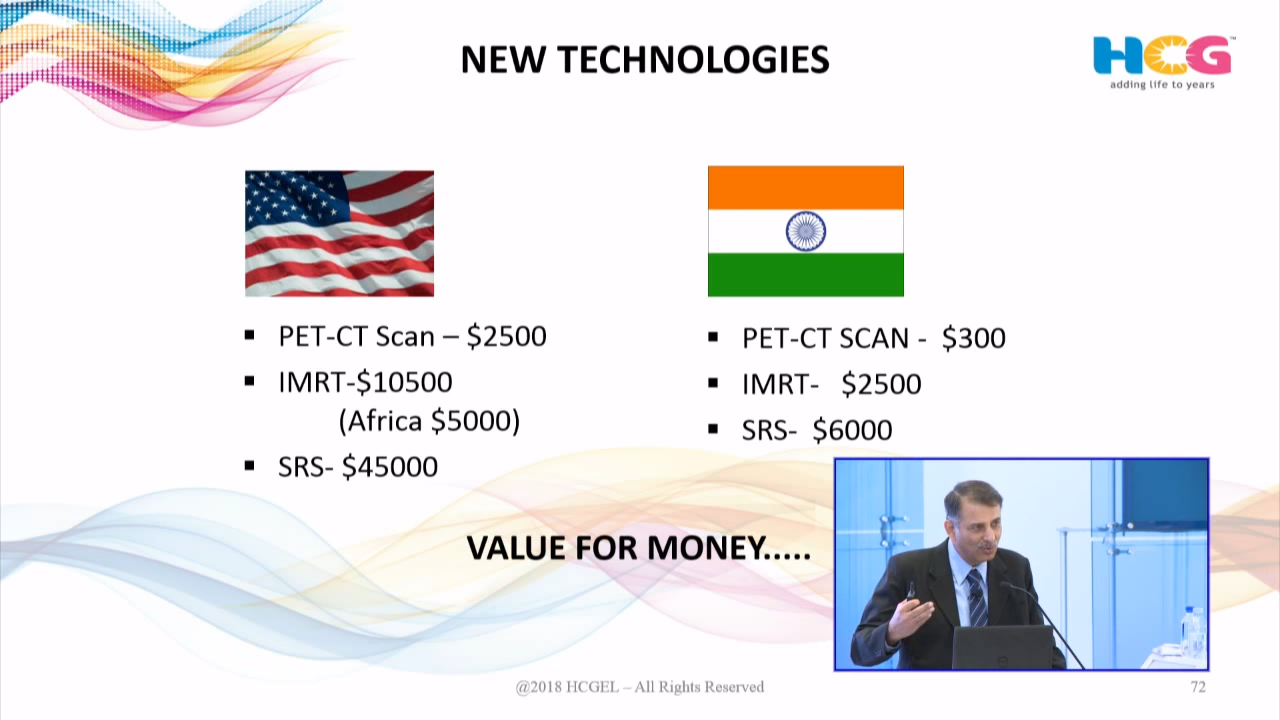 NEW TECHNOLOGIES
HCG™
adding life to years
▪ PET-CT Scan – $2500
▪ IMRT-$10500
(Africa $5000)
▪ SRS- $45000
▪ PET-CT SCAN - $300
▪ IMRT- $2500
▪ SRS- $6000
VALUE FOR MONEY.....
@2018 HCGEL – All Rights Reserved
72